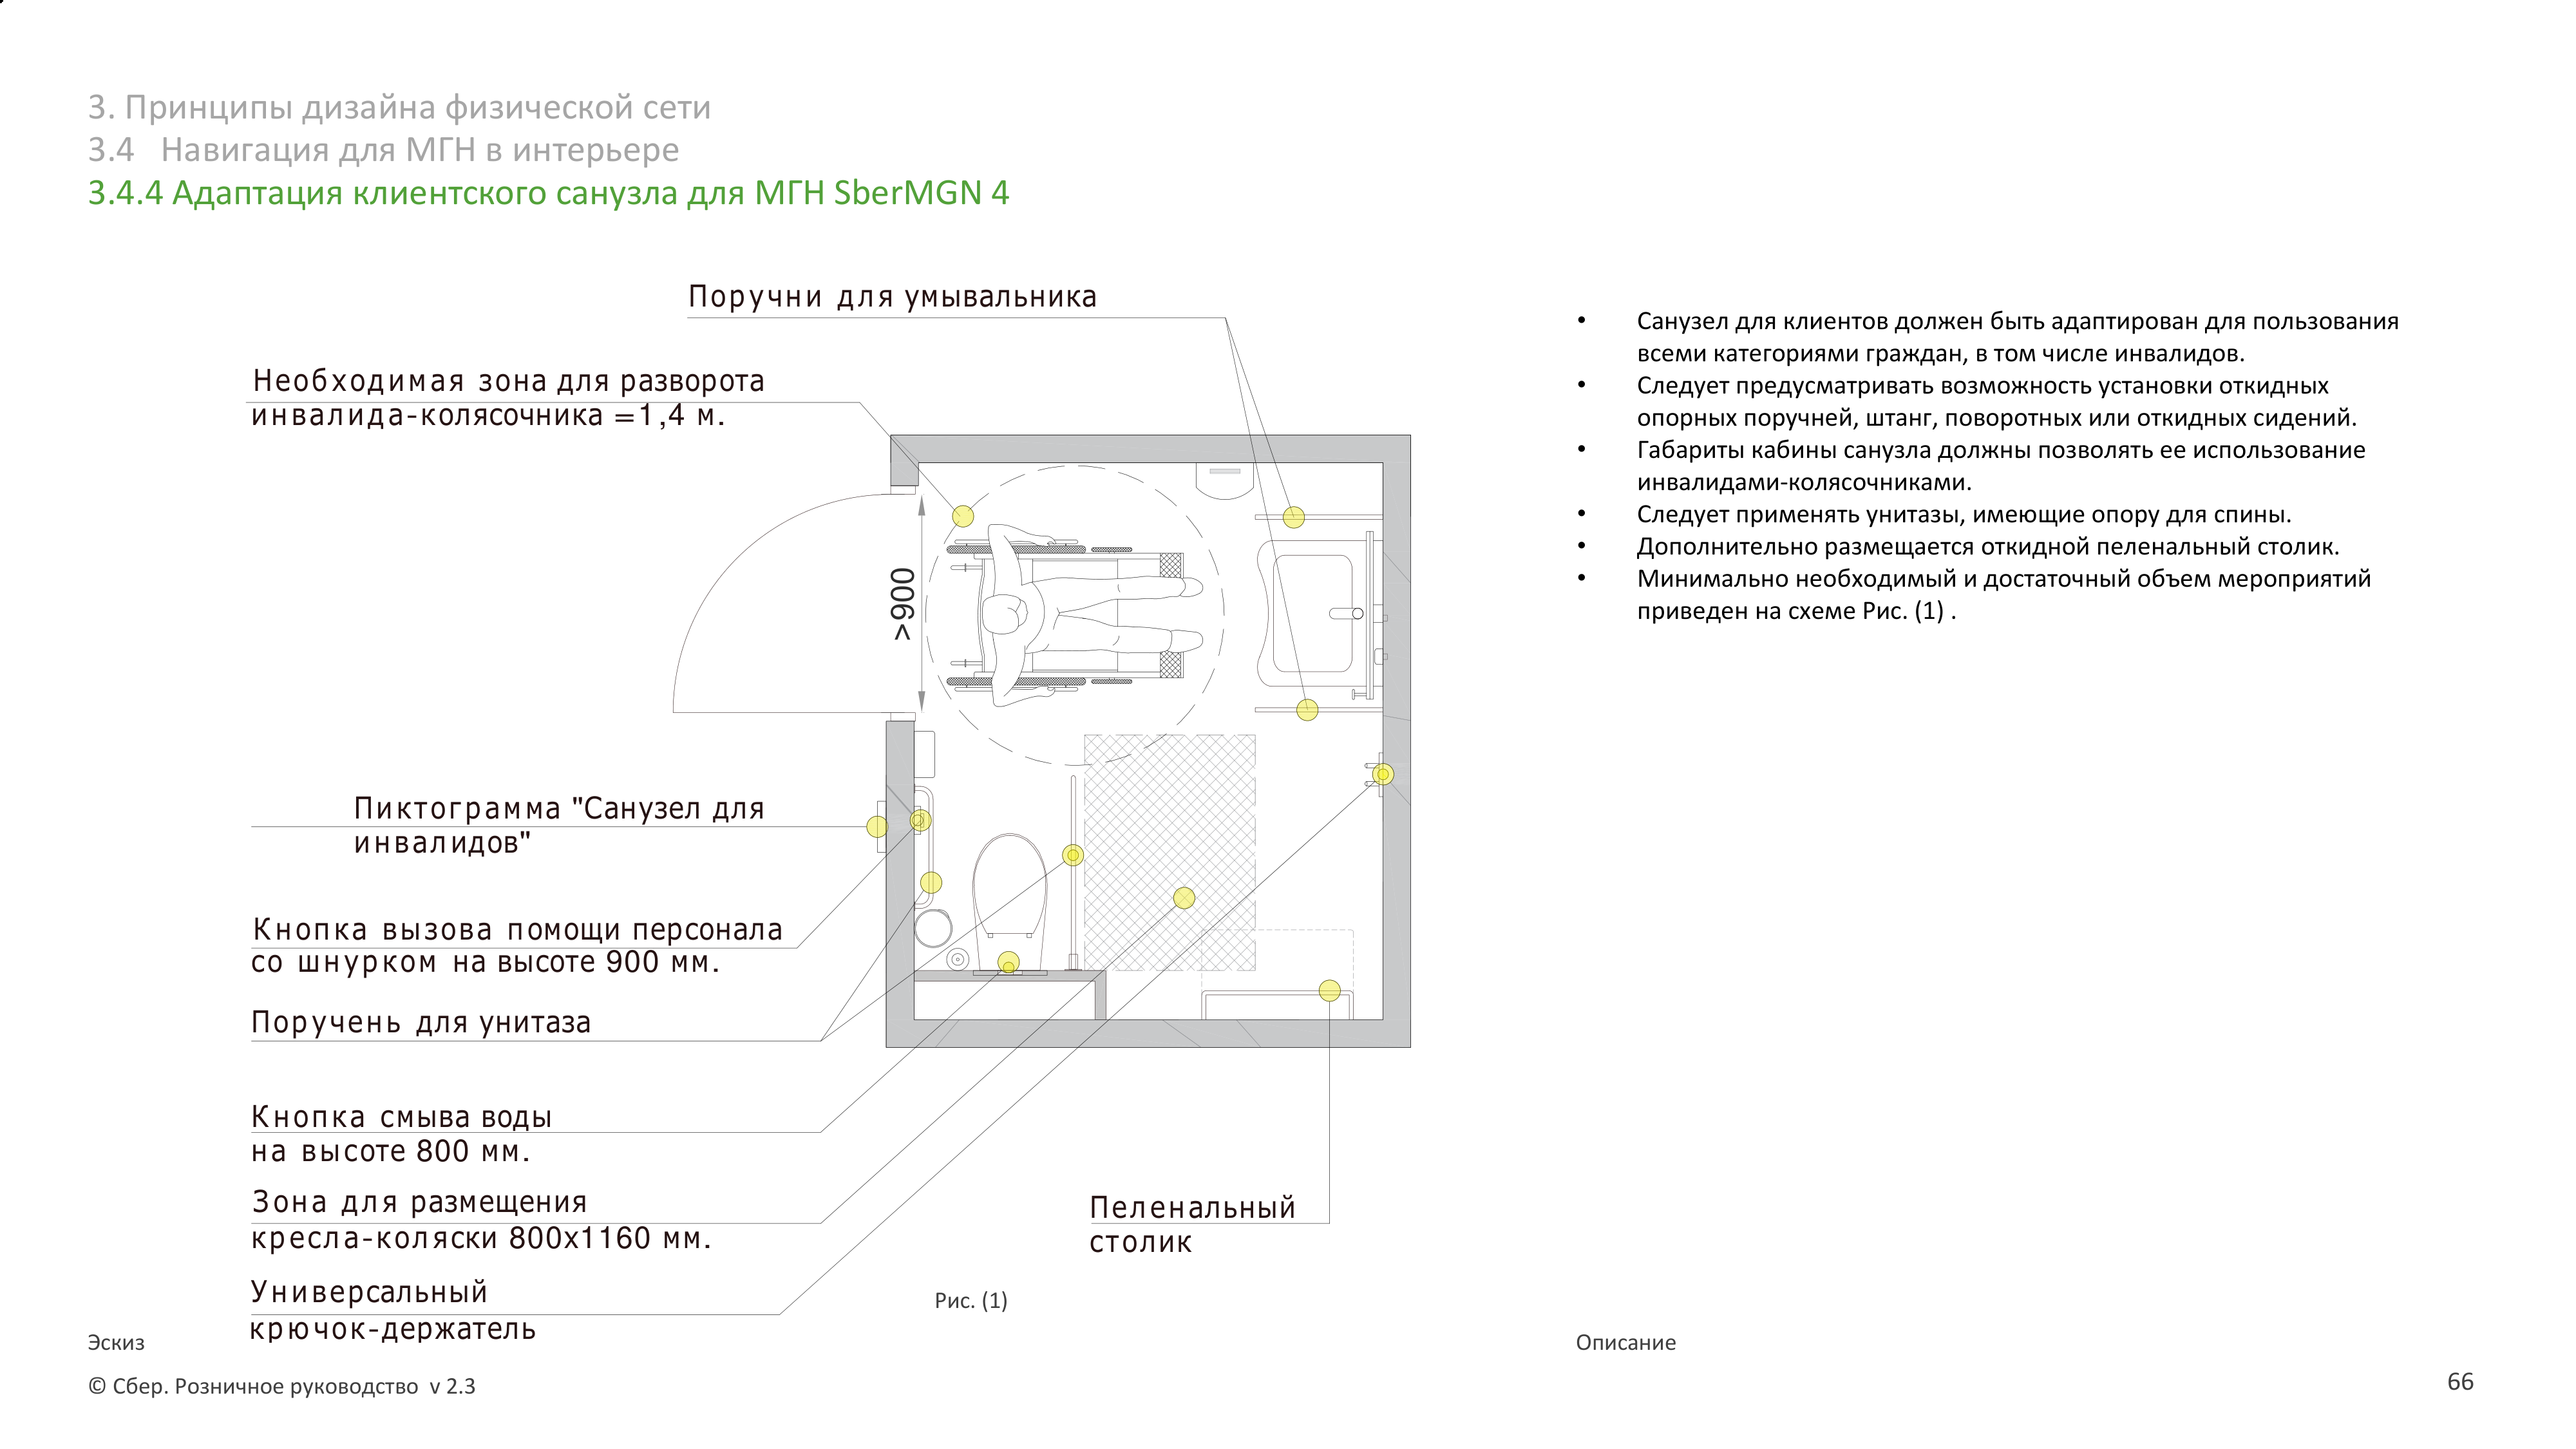 3. Принципы дизайна физической сети
3.4 Навигация для МГН в интерьере
3.4.4 Адаптация клиентского санузла для МГН SberMGN 4
Поручни для умывальника
Необходимая зона для разворота
инвалида-колясочника =1,4 м.
>900
Пиктограмма "Санузел для
инвалидов"
Кнопка вызова помощи персонала
со шнурком на высоте 900 мм.
Поручень для унитаза
Кнопка смыва воды
на высоте 800 мм.
Зона для размещения
кресла-коляски 800х1160 мм.
Универсальный
крючок-держатель
Пеленальный
столик
Рис. (1)
Эскиз
• Санузел для клиентов должен быть адаптирован для пользования
всеми категориями граждан, в том числе инвалидов.
• Следует предусматривать возможность установки откидных
опорных поручней, штанг, поворотных или откидных сидений.
• Габариты кабины санузла должны позволять ее использование
инвалидами-колясочниками.
• Следует применять унитазы, имеющие опору для спины.
• Дополнительно размещается откидной пеленальный столик.
• Минимально необходимый и достаточный объем мероприятий
приведен на схеме Рис. (1) .
Описание
© Сбер. Розничное руководство v 2.3
66